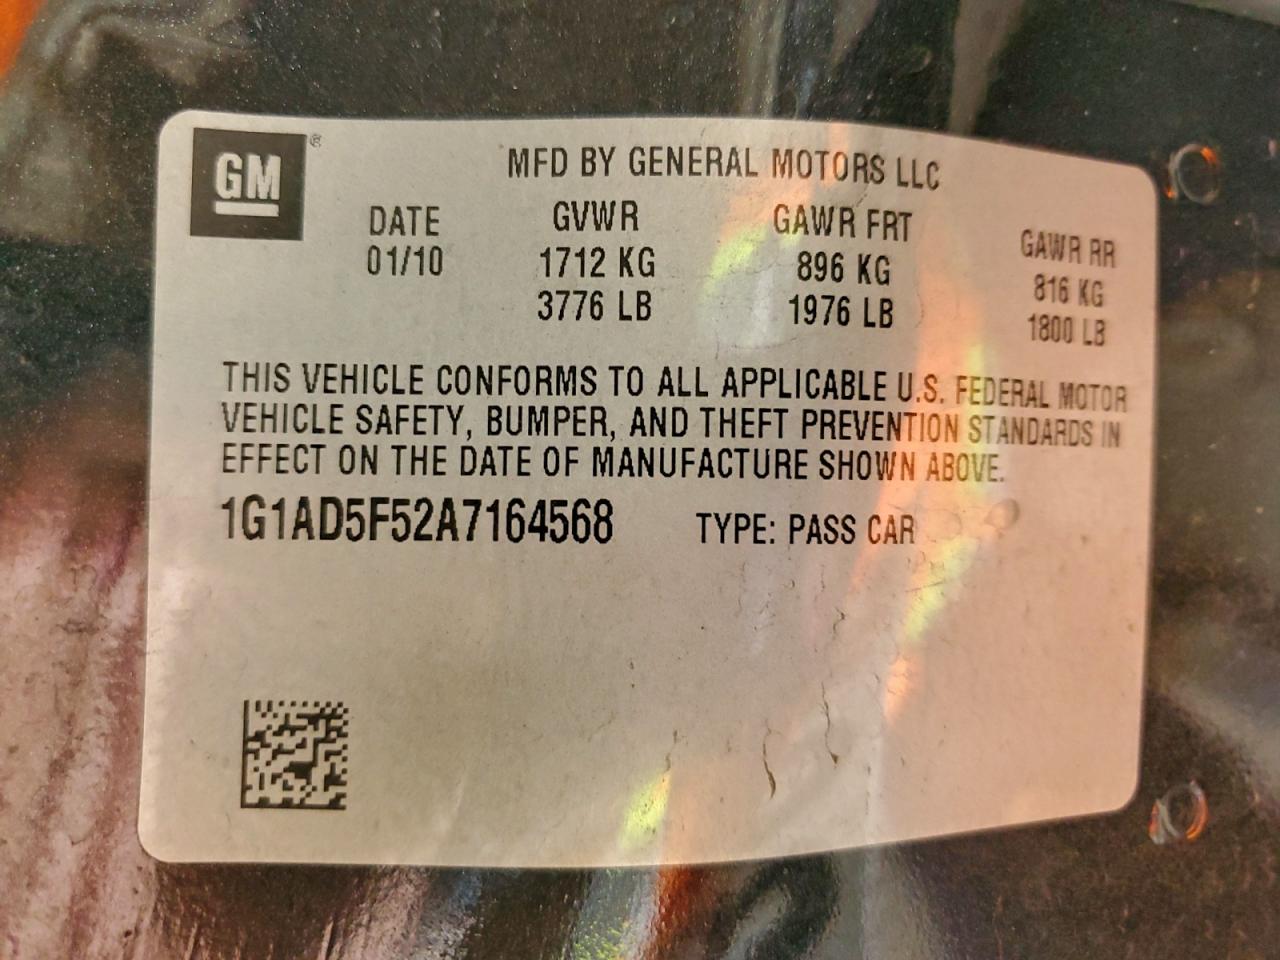 GM ®
MFD BY GENERAL MOTORS LLC
DATE GVWR GAWR FRT GAWR RR
01/10 1712 KG 896 KG 816 KG
3776 LB 1976 LB 1800 LB
THIS VEHICLE CONFORMS TO ALL APPLICABLE U.S. FEDERAL MOTOR
VEHICLE SAFETY, BUMPER, AND THEFT PREVENTION STANDARDS IN
EFFECT ON THE DATE OF MANUFACTURE SHOWN ABOVE.
1G1AD5F52A7164568 TYPE: PASS CAR